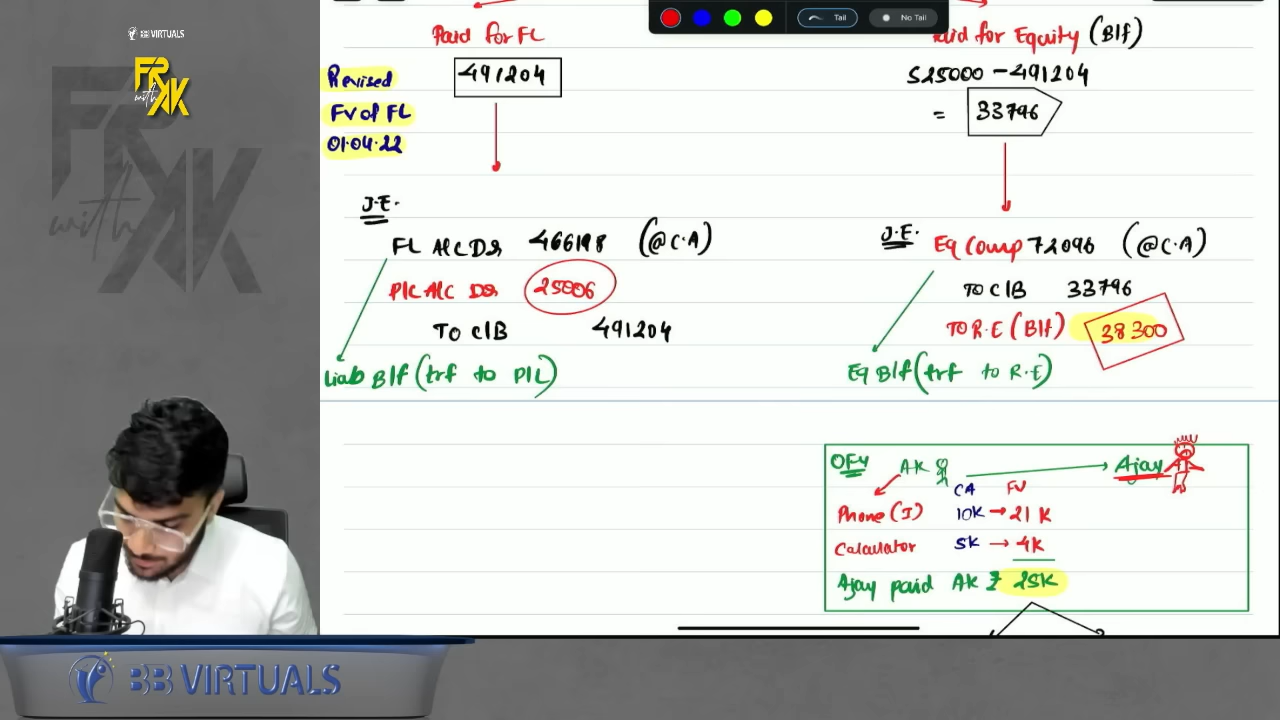 BB VIRTUALS
FR
with
AK
Tail
No Tail
Paid for FL
Paid for Equity (B/f)
Revised
491204
525000 - 491204
FV of FL
= 33796
01.04.22
J.E.
FL A/C Dr 466198 (@C.A)
J.E.
Eq Comp 72096 (@C.A)
P/L A/C Dr 25006
TO C/B 33796
TO C/B 491204
TO R.E (B/f) 38300
Liab B/f (trf to P/L)
Eq B/f (trf to R.E)
OFY AK Ajay
CA FV
Phone (I) 10K → 21K
Calculator 5K → 4K
Ajay paid AK ₹ 25K
BB VIRTUALS